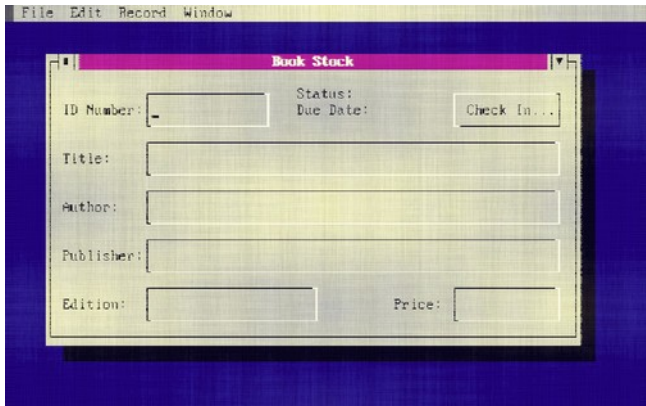 File Edit Record Window
Book Stock
Status:
ID Number: Due Date: Check In...
Title:
Author:
Publisher:
Edition: Price: